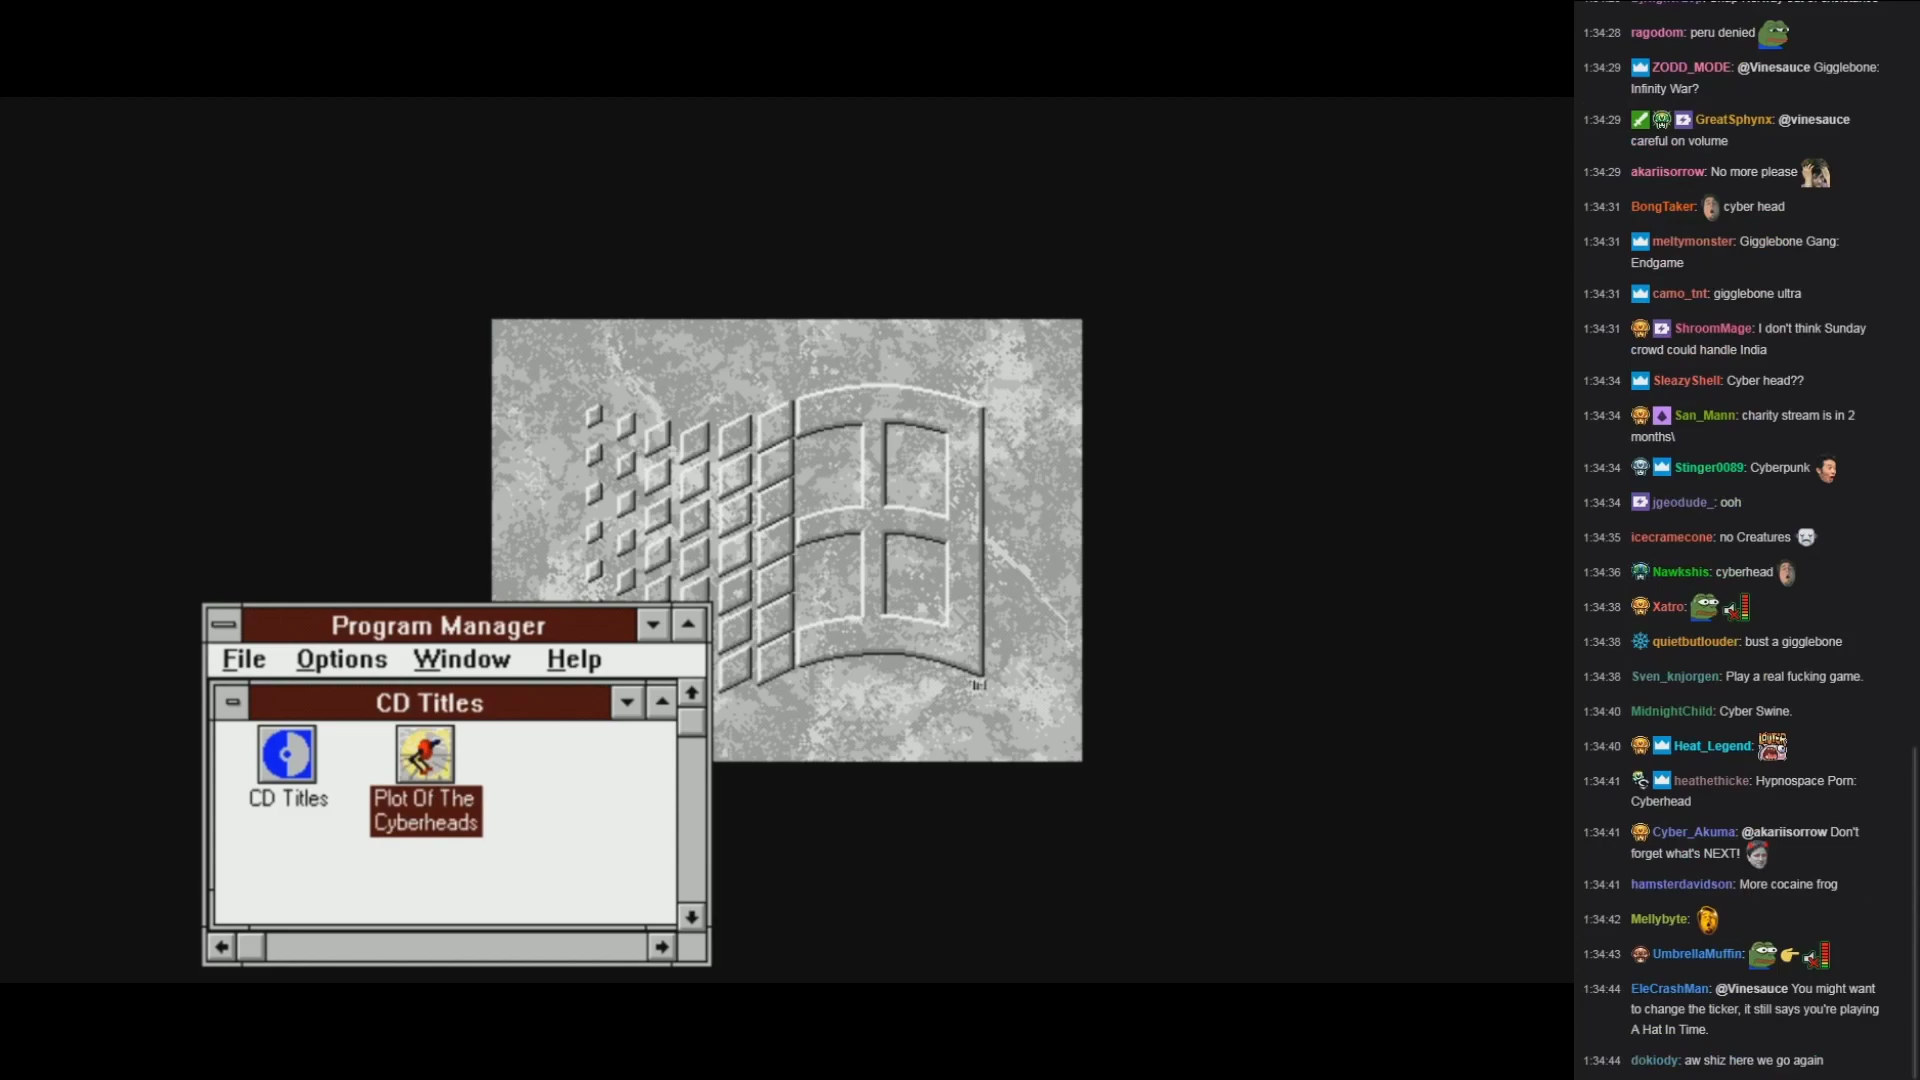 Program Manager
File Options Window Help
CD Titles
CD Titles
Plot Of The
Cyberheads
1:34:28 ragodom: peru denied
1:34:29 ZODD_MODE: @Vinesauce Gigglebone:
Infinity War?
1:34:29 GreatSphynx: @vinesauce
careful on volume
1:34:29 akariisorrow: No more please
1:34:31 BongTaker: cyber head
1:34:31 meltymonster: Gigglebone Gang:
Endgame
1:34:31 camo_tnt: gigglebone ultra
1:34:31 ShroomMage: I don't think Sunday
crowd could handle India
1:34:34 SleazyShell: Cyber head??
1:34:34 San_Mann: charity stream is in 2
months\
1:34:34 Stinger0089: Cyberpunk
1:34:34 jgeodude_: ooh
1:34:35 icecramecone: no Creatures
1:34:36 Nawkshis: cyberhead
1:34:38 Xatro:
1:34:38 quietbutlouder: bust a gigglebone
1:34:38 Sven_knjorgen: Play a real fucking game.
1:34:40 MidnightChild: Cyber Swine.
1:34:40 Heat_Legend:
1:34:41 heathethicke: Hypnospace Porn:
Cyberhead
1:34:41 Cyber_Akuma: @akariisorrow Don't
forget what's NEXT!
1:34:41 hamsterdavidson: More cocaine frog
1:34:42 Mellybyte:
1:34:43 UmbrellaMuffin:
1:34:44 EleCrashMan: @Vinesauce You might want
to change the ticker, it still says you're playing
A Hat In Time.
1:34:44 dokiody: aw shiz here we go again